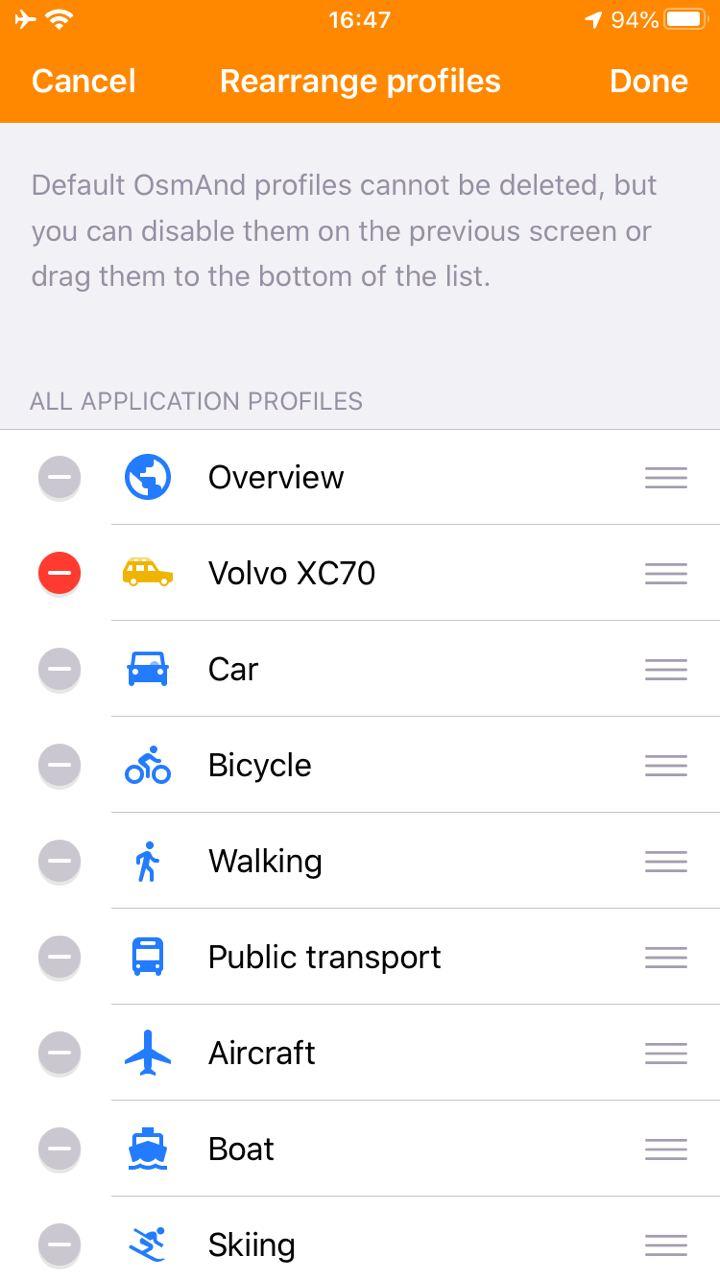 16:47
94%
Cancel
Rearrange profiles
Done
Default OsmAnd profiles cannot be deleted, but
you can disable them on the previous screen or
drag them to the bottom of the list.
ALL APPLICATION PROFILES
Overview
Volvo XC70
Car
Bicycle
Walking
Public transport
Aircraft
Boat
Skiing